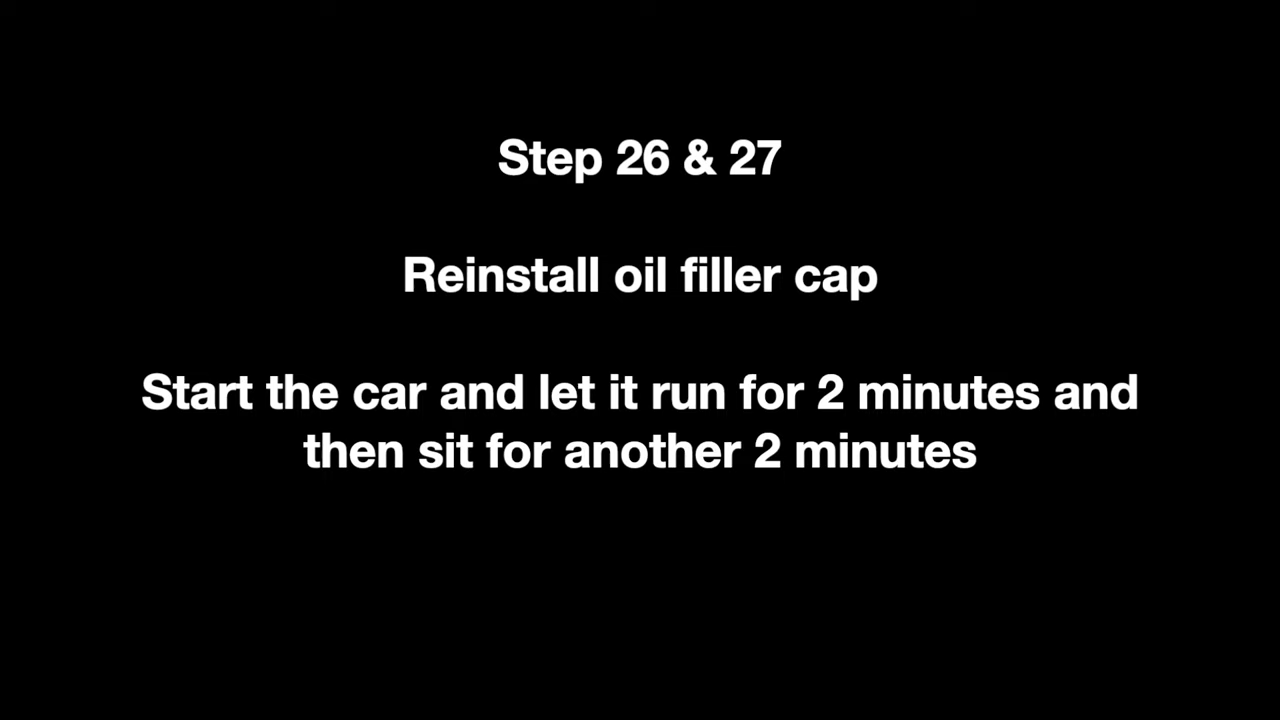 Step 26 & 27
Reinstall oil filler cap
Start the car and let it run for 2 minutes and
then sit for another 2 minutes